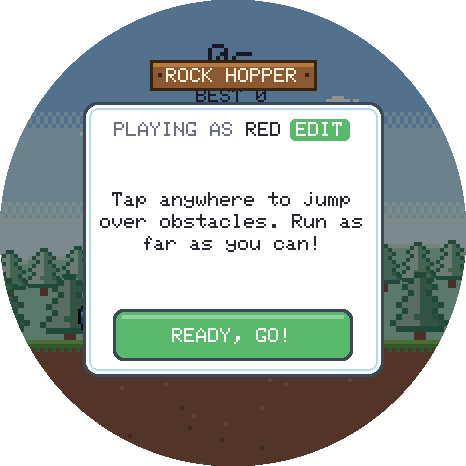 ROCK HOPPER
BEST 0
PLAYING AS RED EDIT
Tap anywhere to jump
over obstacles. Run as
far as you can!
READY, GO!